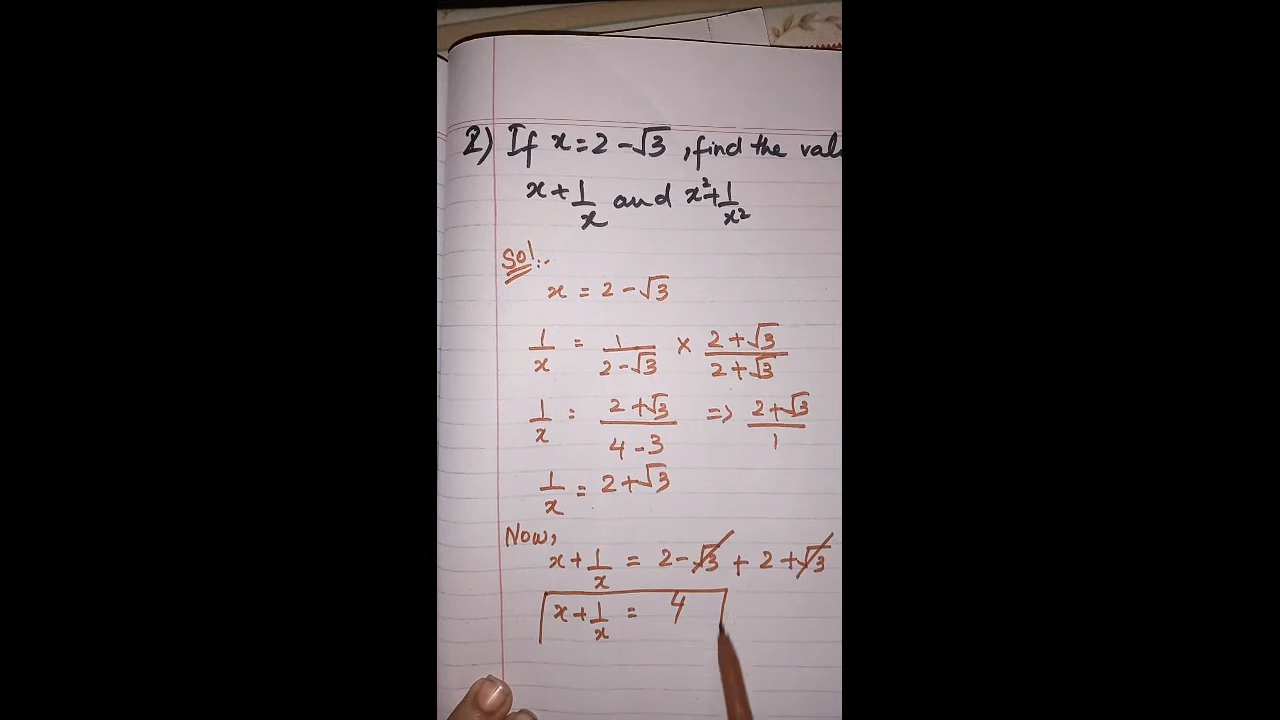 2) If x = 2 - √3 , find the val
x + 1/x and x² + 1/x²
Sol:-
x = 2 - √3
1/x = 1/(2 - √3) × (2 + √3)/(2 + √3)
1/x = (2 + √3)/(4 - 3) => (2 + √3)/1
1/x = 2 + √3
Now,
x + 1/x = 2 - √3 + 2 + √3
x + 1/x = 4